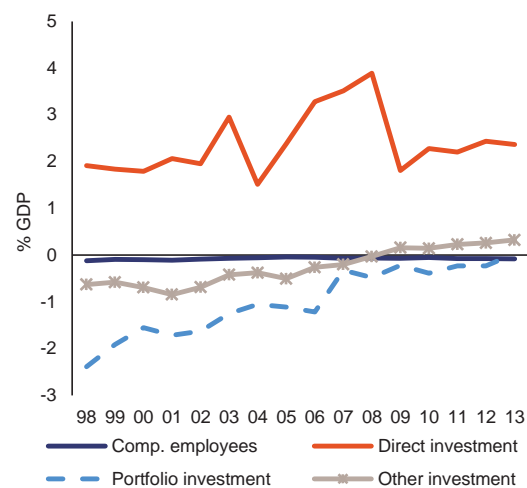 5
4
3
2
1
0
-1
-2
-3
% GDP
98 99 00 01 02 03 04 05 06 07 08 09 10 11 12 13
Comp. employees Direct investment
Portfolio investment Other investment